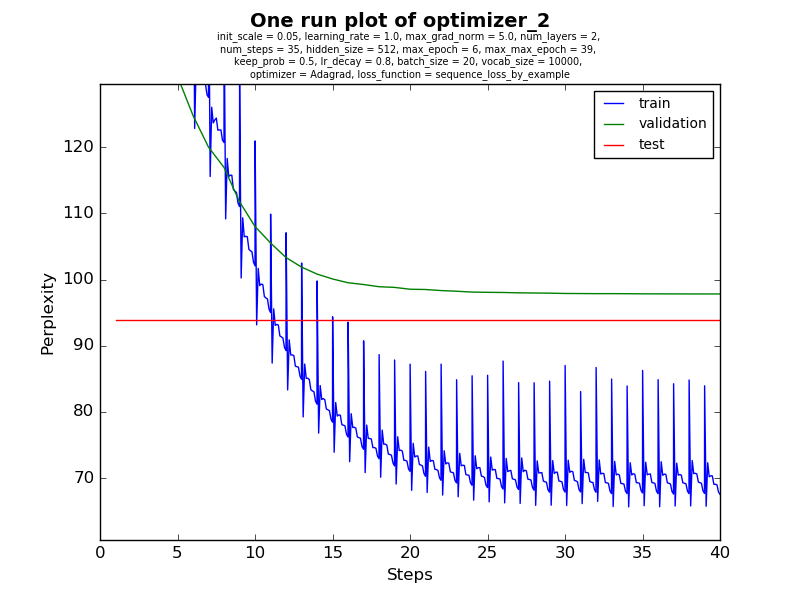 One run plot of optimizer_2
init_scale = 0.05, learning_rate = 1.0, max_grad_norm = 5.0, num_layers = 2,
num_steps = 35, hidden_size = 512, max_epoch = 6, max_max_epoch = 39,
keep_prob = 0.5, lr_decay = 0.8, batch_size = 20, vocab_size = 10000,
optimizer = Adagrad, loss_function = sequence_loss_by_example
train
validation
test
120
110
100
90
80
70
Perplexity
0 5 10 15 20 25 30 35 40
Steps